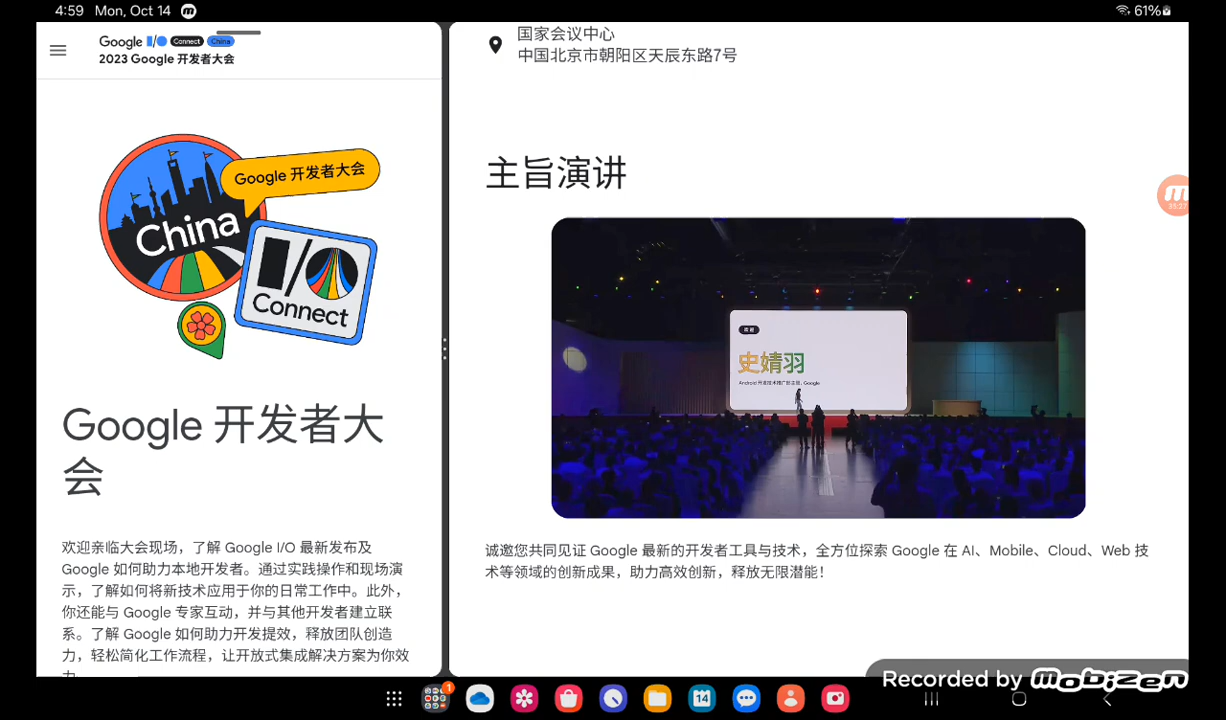 4:59 Mon, Oct 14
61%
Google I/O Connect China
2023 Google 开发者大会
Google 开发者大会
China
I/O
Connect
Google 开发者大
会
欢迎亲临大会现场，了解 Google I/O 最新发布及
Google 如何助力本地开发者。通过实践操作和现场演
示，了解如何将新技术应用于你的日常工作中。此外，
你还能与 Google 专家互动，并与其他开发者建立联
系。了解 Google 如何助力开发提效，释放团队创造
力，轻松简化工作流程，让开放式集成解决方案为你效
力
国家会议中心
中国北京市朝阳区天辰东路7号
主旨演讲
史婧羽
诚邀您共同见证 Google 最新的开发者工具与技术，全方位探索 Google 在 AI、Mobile、Cloud、Web 技
术等领域的创新成果，助力高效创新，释放无限潜能！
Recorded by mobizen
1
14